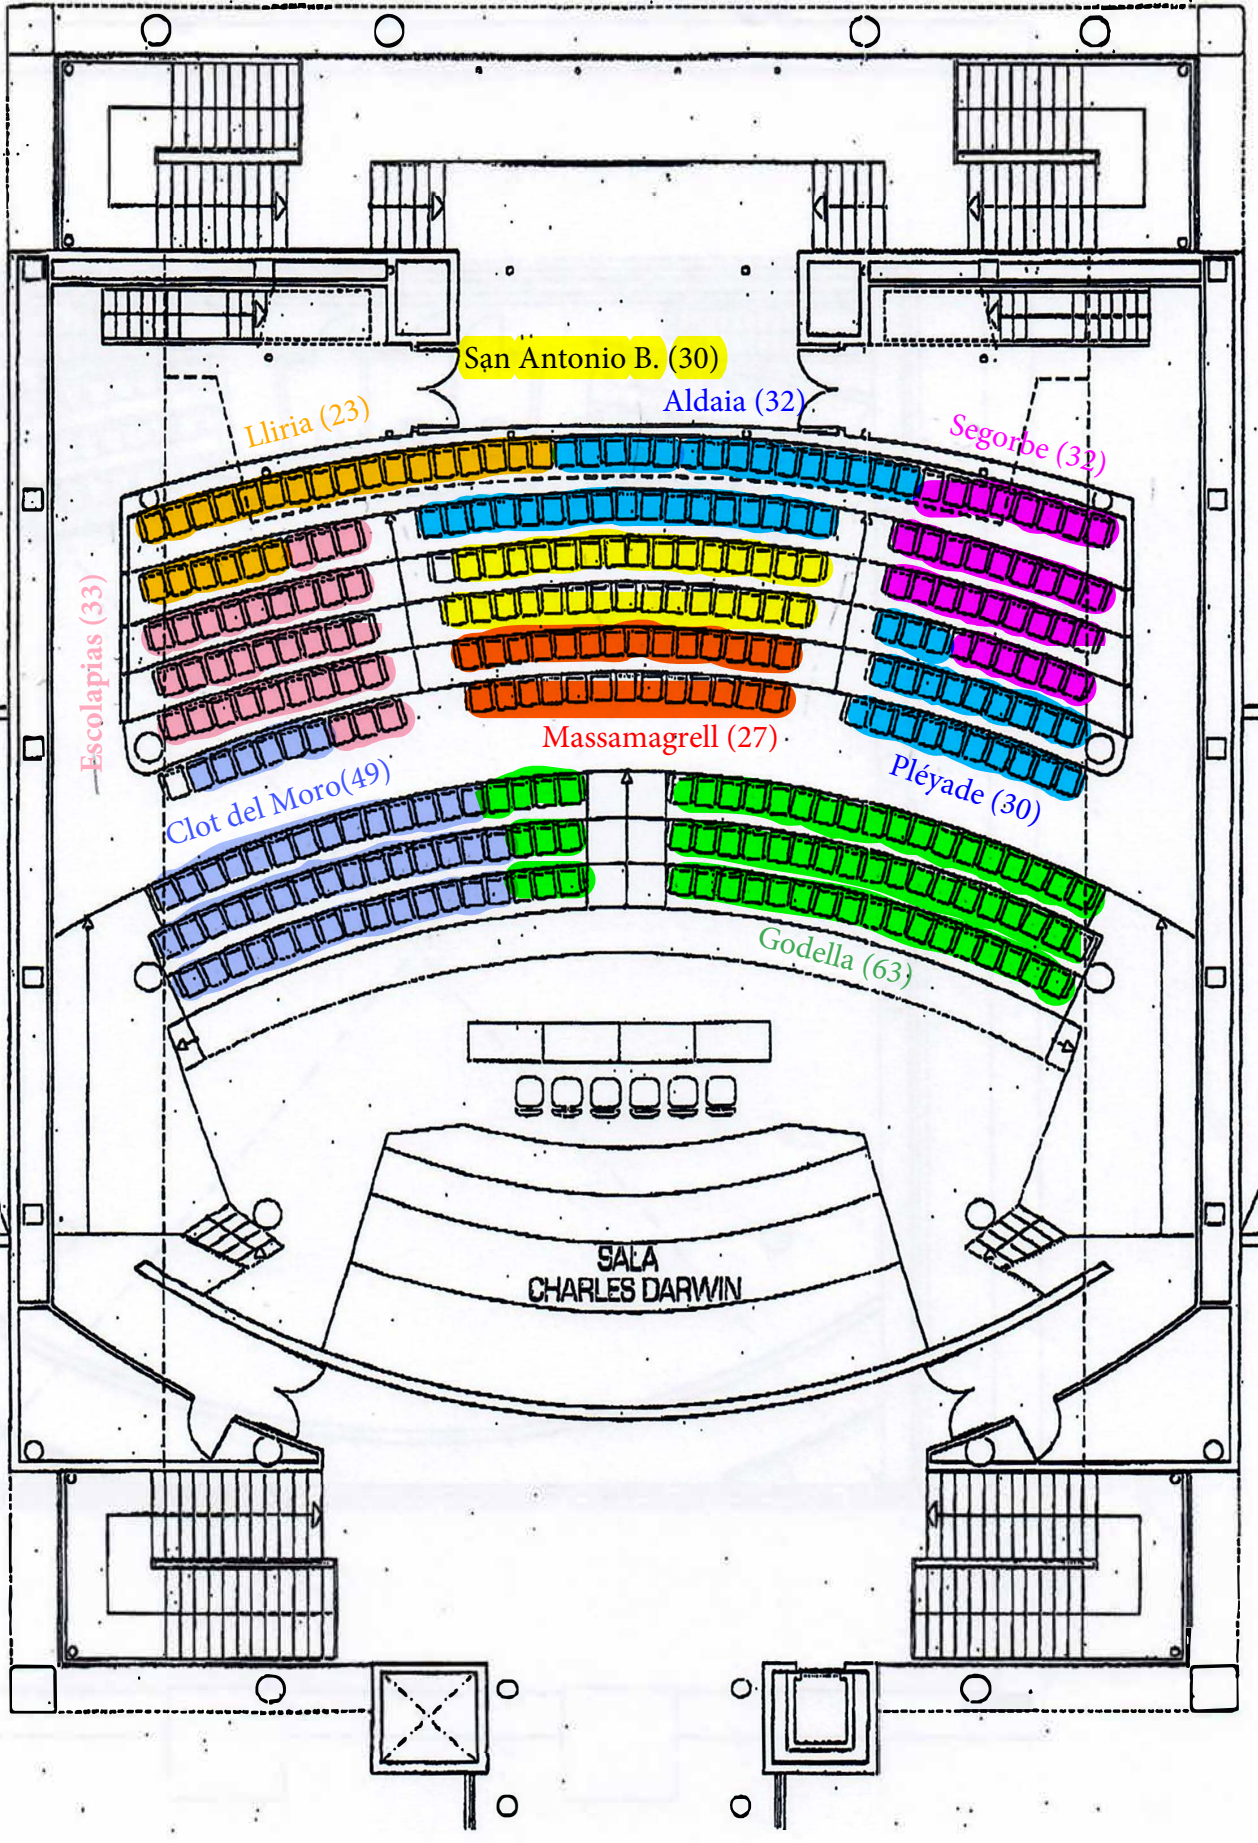 San Antonio B. (30)
Aldaia (32)
Lliria (23)
Segorbe (32)
Escolapias (33)
Massamagrell (27)
Pléyade (30)
Clot del Moro(49)
Godella (63)
SALA
CHARLES DARWIN